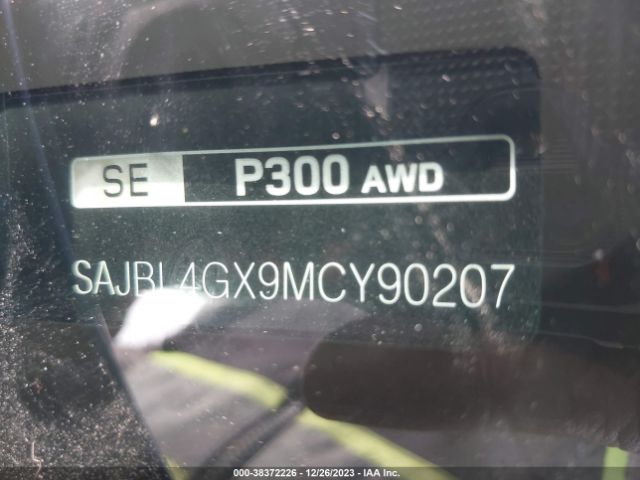 SE P300 AWD
SAJBL4GX9MCY90207
000-38372226 - 12/26/2023 - IAA Inc.